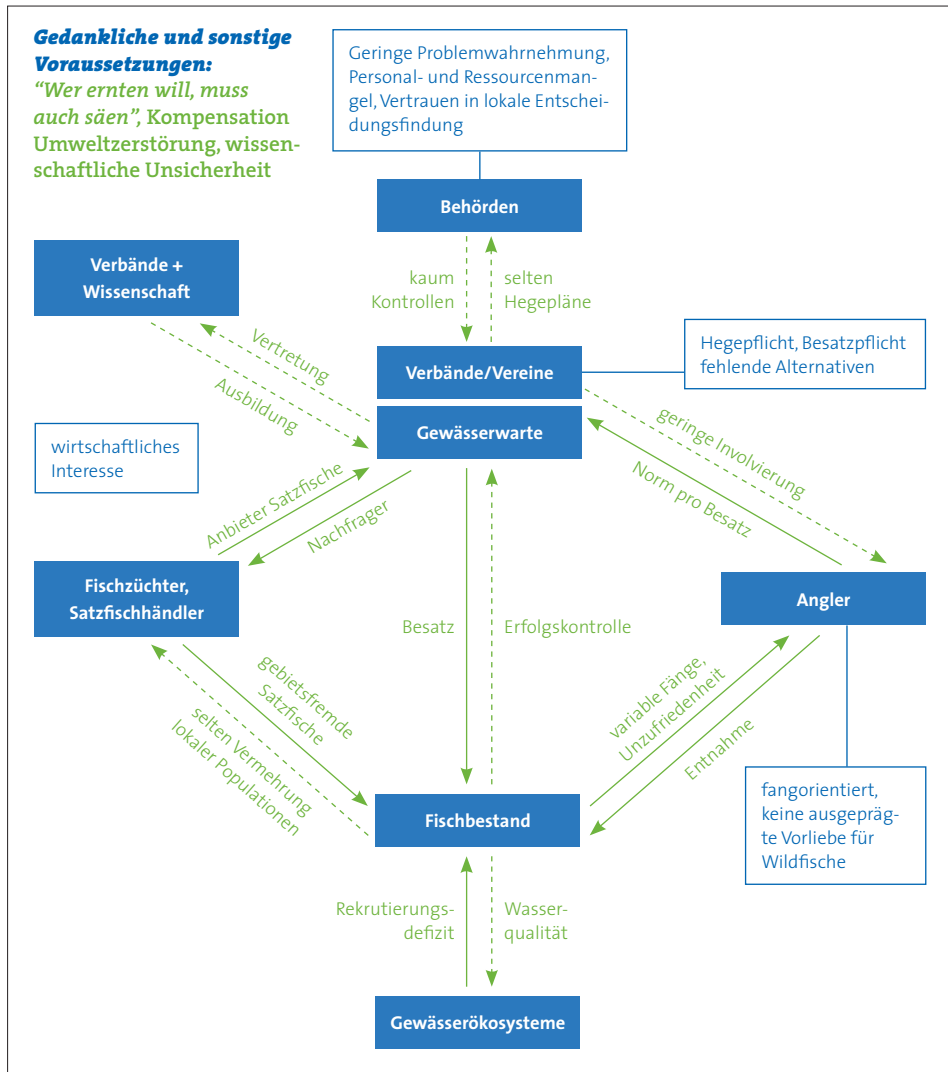 Gedankliche und sonstige
Voraussetzungen:
“Wer ernten will, muss
auch säen”, Kompensation
Umweltzerstörung, wissen-
schaftliche Unsicherheit
Geringe Problemwahrnehmung,
Personal- und Ressourcenman-
gel, Vertrauen in lokale Entschei-
dungsfindung
Behörden
Verbände +
Wissenschaft
kaum
Kontrollen
selten
Hegepläne
Vertretung
Ausbildung
Verbände/Vereine
Hegepflicht, Besatzpflicht
fehlende Alternativen
Gewässerwarte
wirtschaftliches
Interesse
geringe Involvierung
Norm pro Besatz
Anbieter Satzfische
Nachfrager
Fischzüchter,
Satzfischhändler
Angler
Besatz
Erfolgskontrolle
gebietsfremde
Satzfische
selten Vermehrung
lokaler Populationen
variable Fänge,
Unzufriedenheit
Entnahme
Fischbestand
fangorientiert,
keine ausgepräg-
te Vorliebe für
Wildfische
Rekrutierungs-
defizit
Wasser-
qualität
Gewässerökosysteme